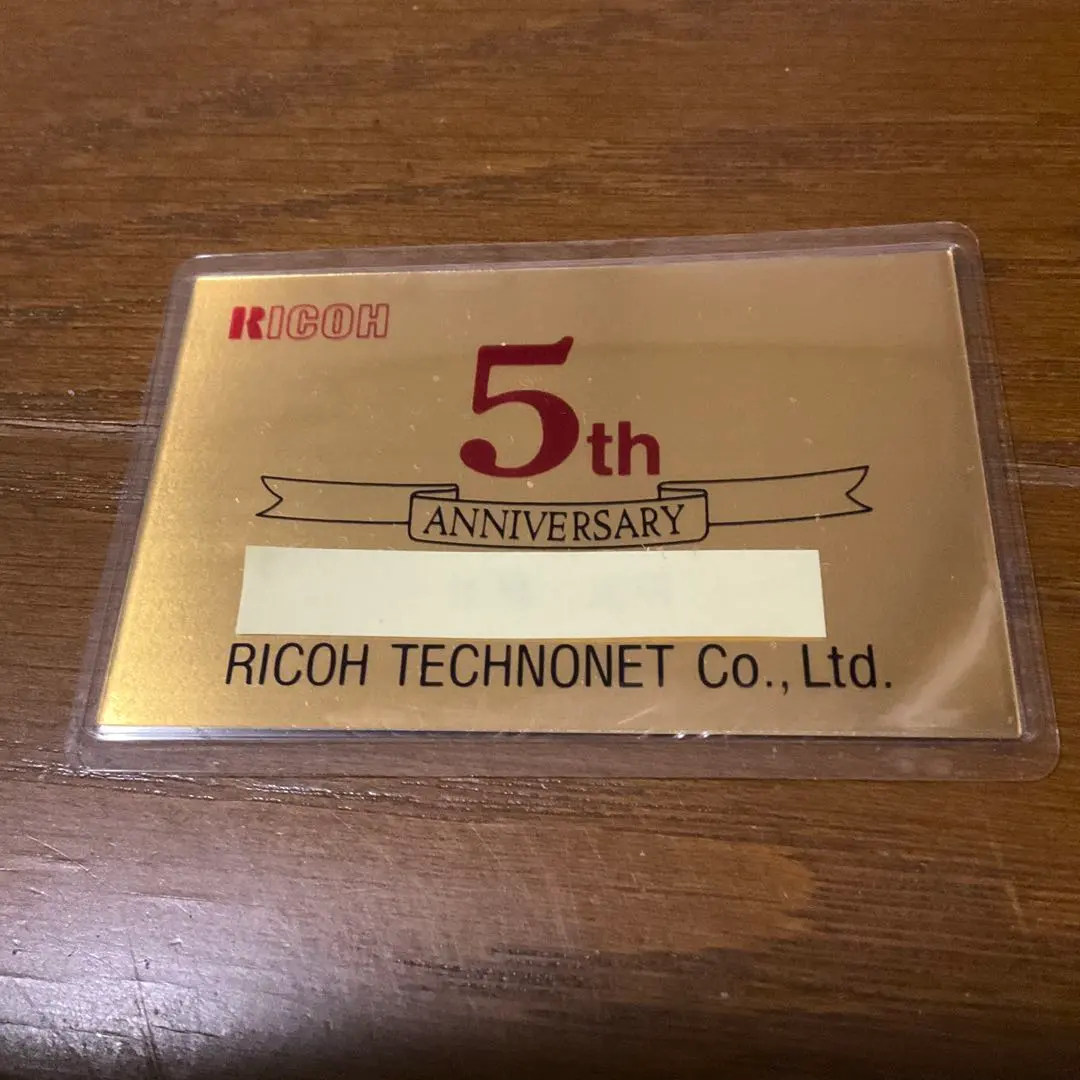 RICOH
5th
ANNIVERSARY
RICOH TECHNONET Co., Ltd.